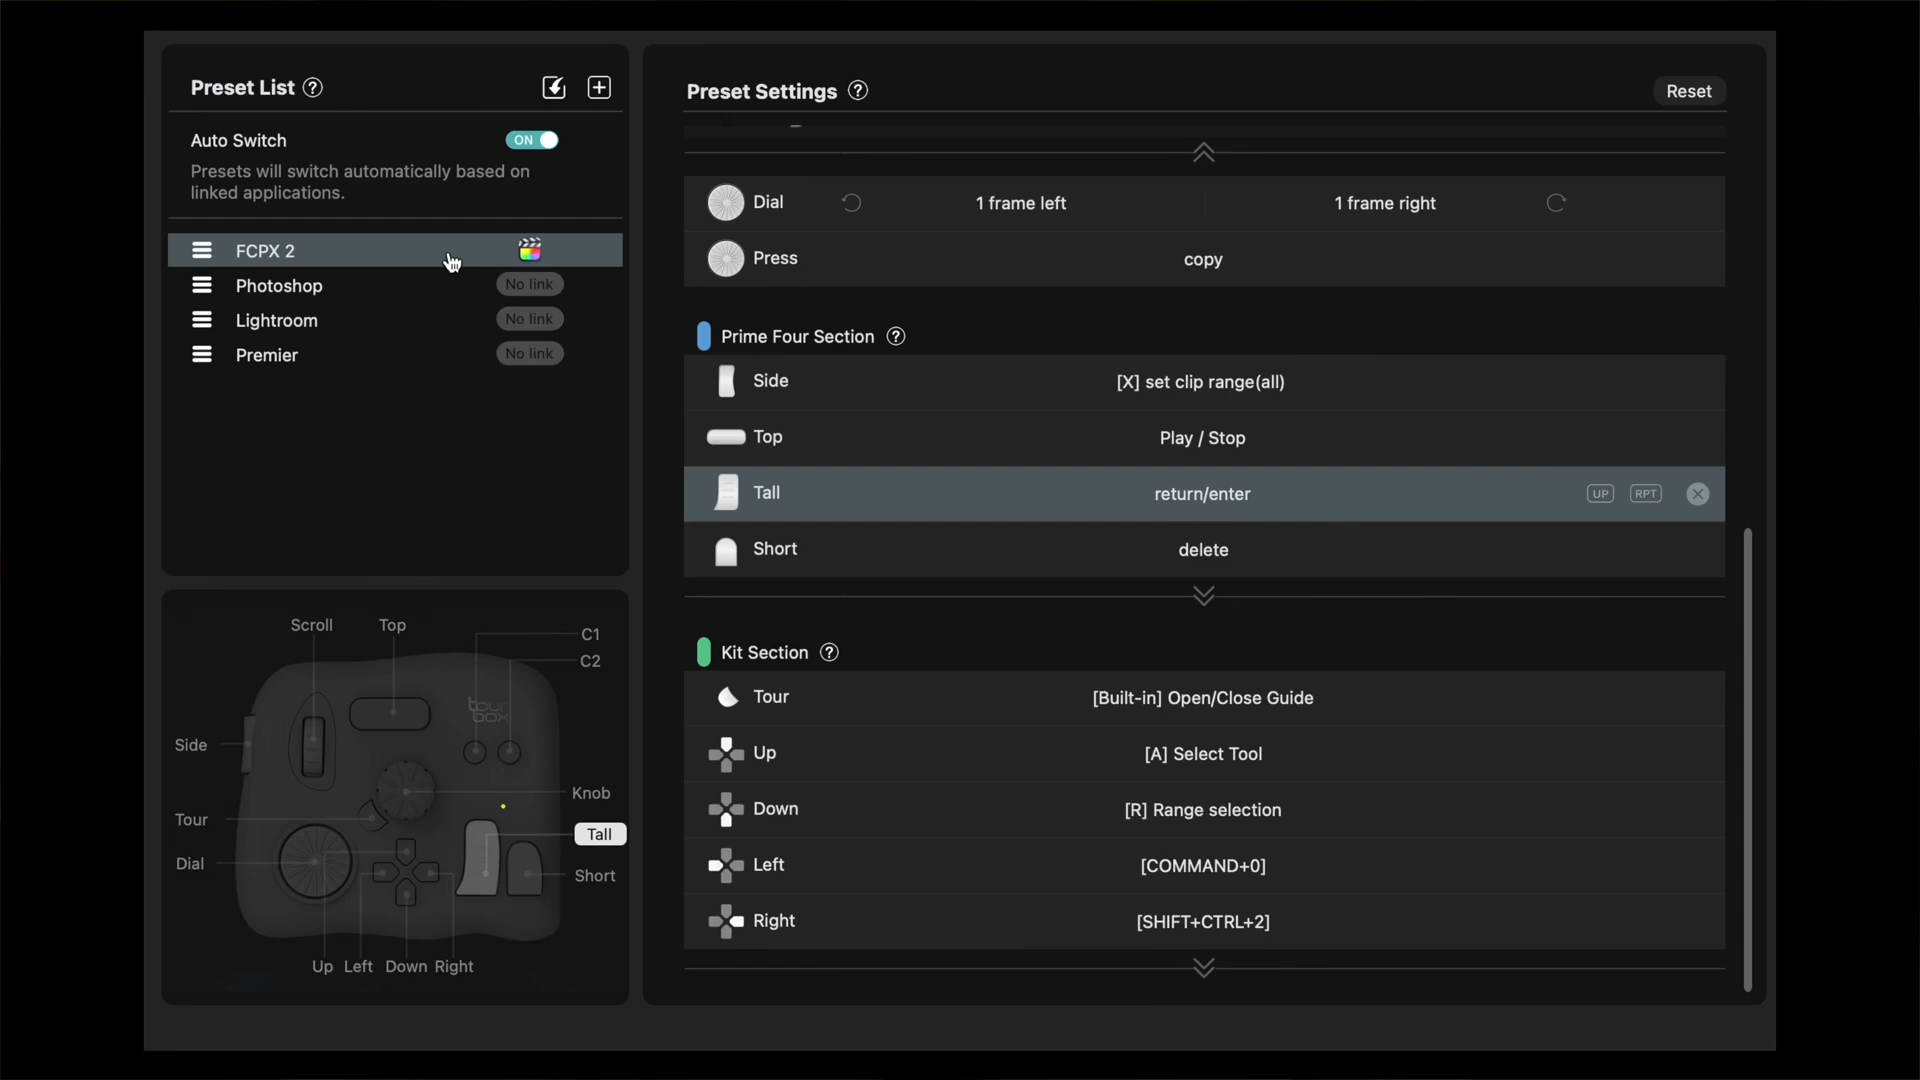 Preset List ?
Auto Switch
ON
Presets will switch automatically based on
linked applications.
FCPX 2
Photoshop No link
Lightroom No link
Premier No link
Scroll
Top
C1
C2
tour
box
Side
Knob
Tour
Tall
Dial
Short
Up Left Down Right
Preset Settings ?
Reset
Dial 1 frame left 1 frame right
Press copy
Prime Four Section ?
Side [X] set clip range(all)
Top Play / Stop
Tall return/enter UP RPT
Short delete
Kit Section ?
Tour [Built-in] Open/Close Guide
Up [A] Select Tool
Down [R] Range selection
Left [COMMAND+0]
Right [SHIFT+CTRL+2]